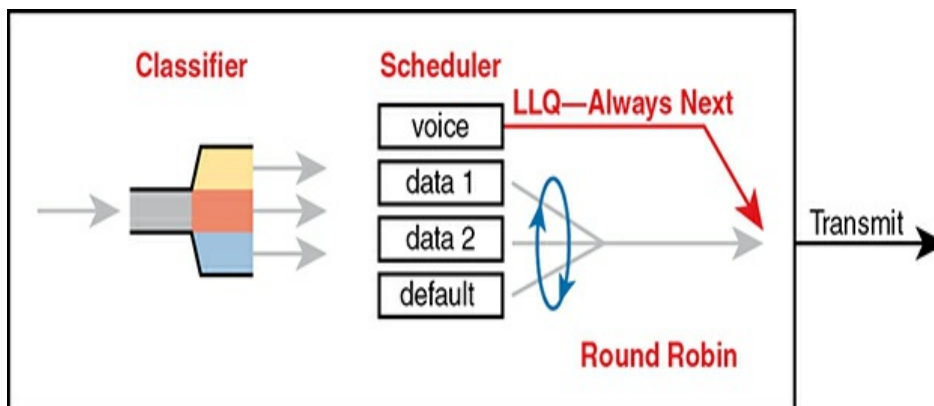 Classifier
Scheduler
LLQ—Always Next
voice
data 1
data 2
default
Round Robin
Transmit